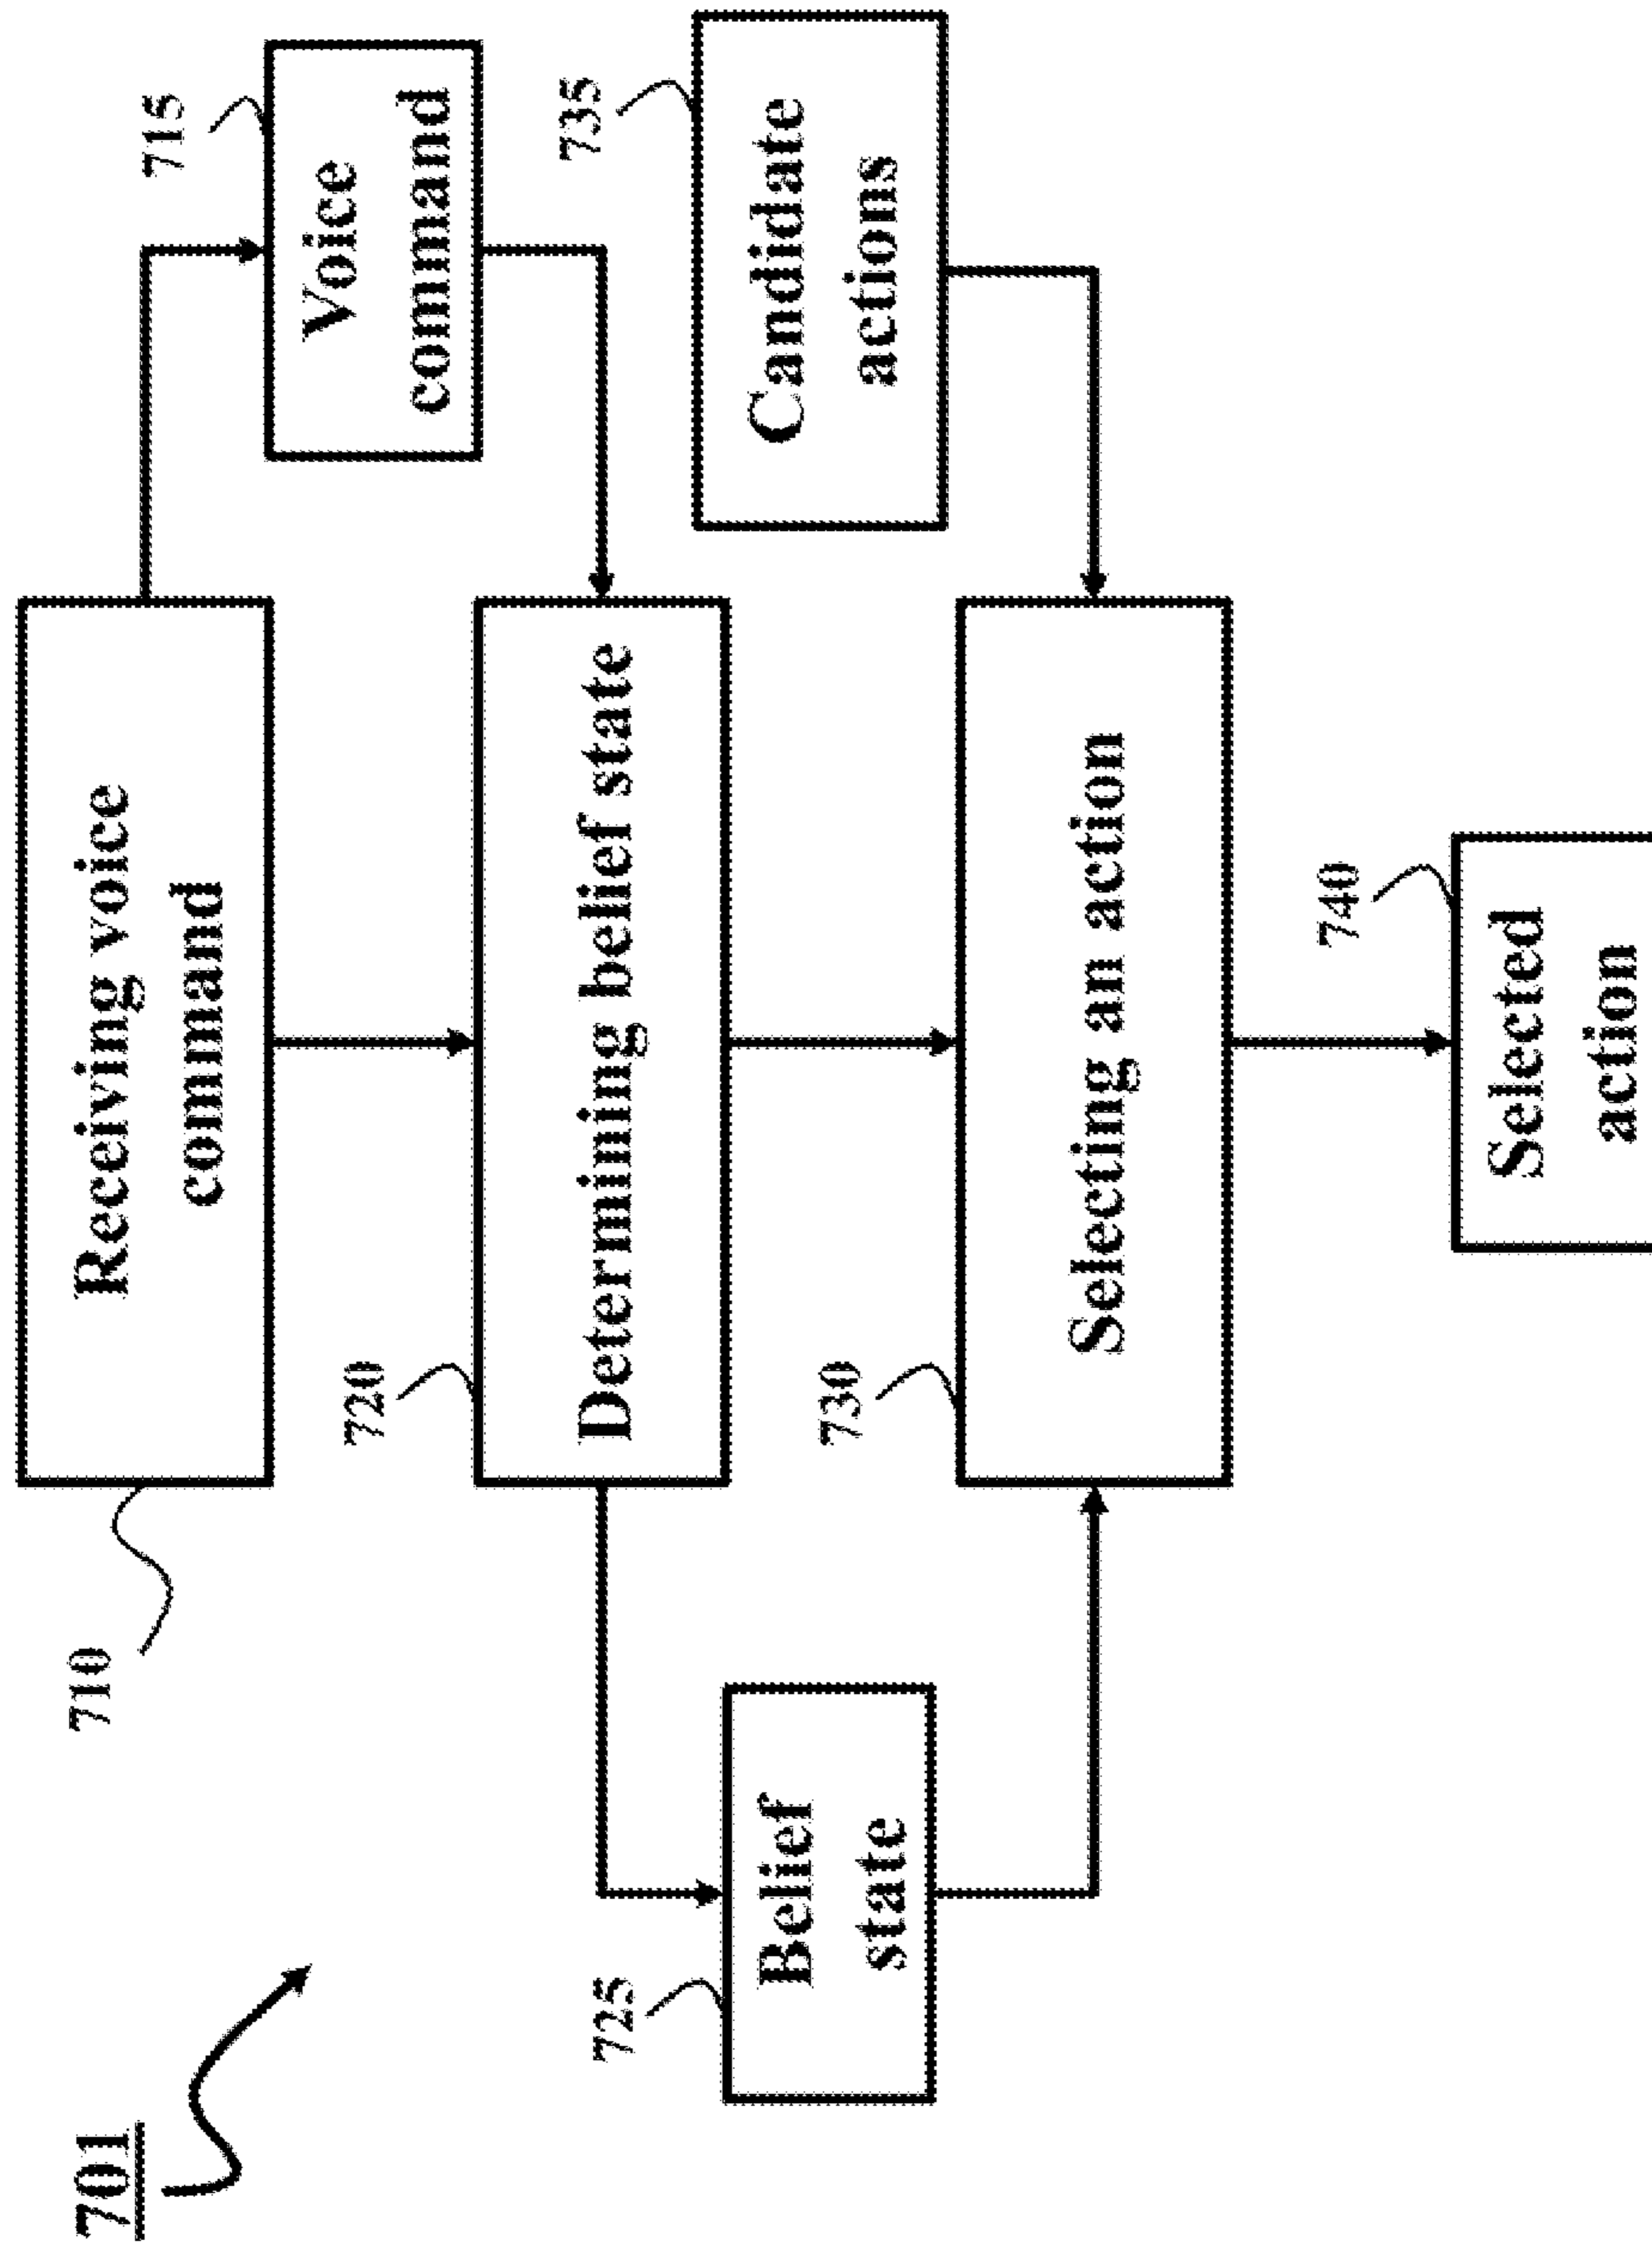 701
710
Receiving voice
command
715
Voice
command
720
Determining belief state
725
Belief
state
735
Candidate
actions
730
Selecting an action
740
Selected
action